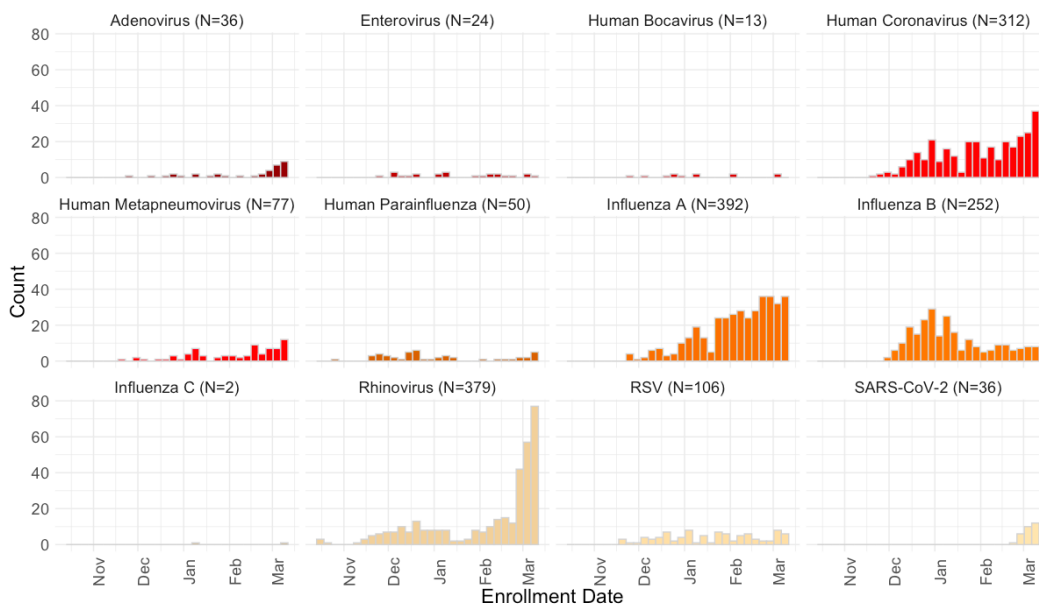 Adenovirus (N=36) Enterovirus (N=24) Human Bocavirus (N=13) Human Coronavirus (N=312)
80
60
40
20
0
Human Metapneumovirus (N=77) Human Parainfluenza (N=50) Influenza A (N=392) Influenza B (N=252)
80
60
40
20
0
Count
Influenza C (N=2) Rhinovirus (N=379) RSV (N=106) SARS-CoV-2 (N=36)
80
60
40
20
0
Nov Dec Jan Feb Mar Nov Dec Jan Feb Mar Nov Dec Jan Feb Mar Nov Dec Jan Feb Mar
Enrollment Date